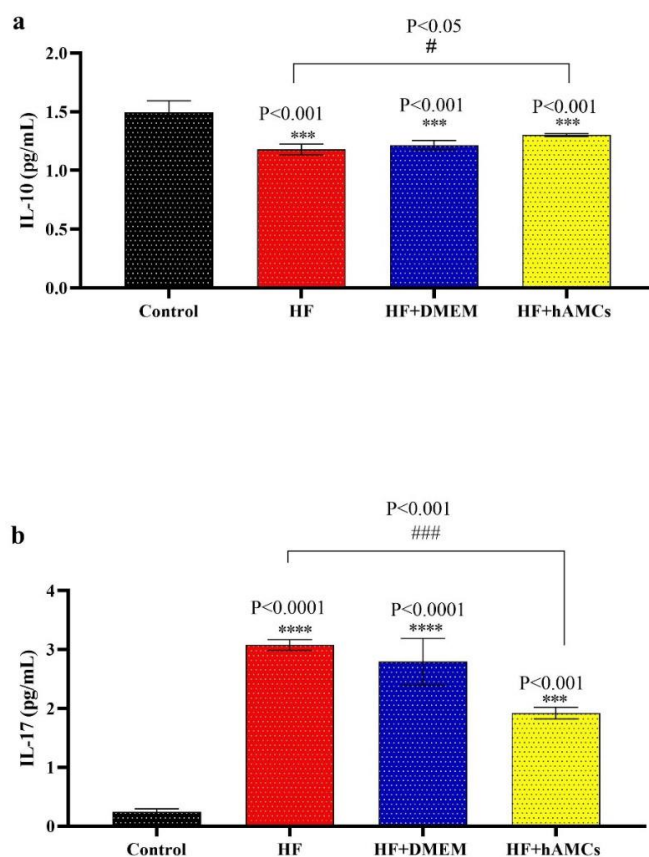 a
P<0.05
#
2.0
1.5
1.0
0.5
0.0
IL-10 (pg/mL)
P<0.001
***
P<0.001
***
P<0.001
***
Control
HF
HF+DMEM
HF+hAMCs
b
P<0.001
###
4
3
2
1
0
IL-17 (pg/mL)
P<0.0001
****
P<0.0001
****
P<0.001
***
Control
HF
HF+DMEM
HF+hAMCs